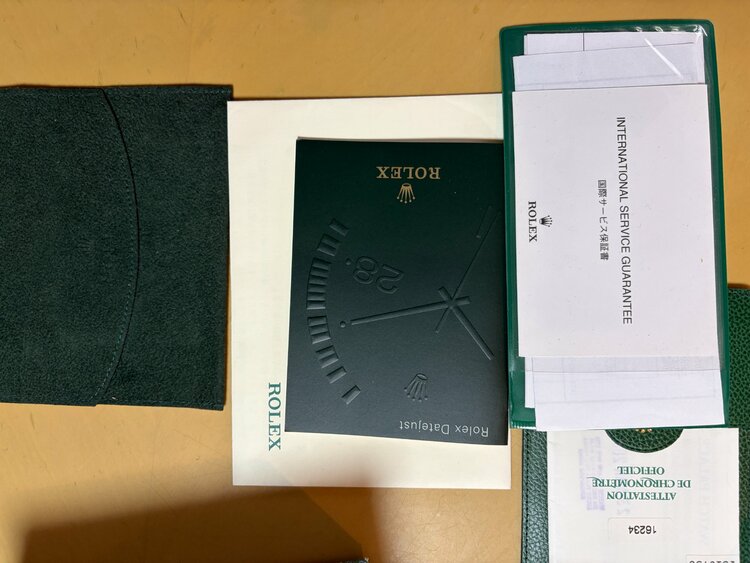 ROLEX
28
Rolex Datejust
ROLEX
INTERNATIONAL SERVICE GUARANTEE
国際サービス保証書
ROLEX
ATTESTATION
DE CHRONOMÈTRE
OFFICIEL
16234